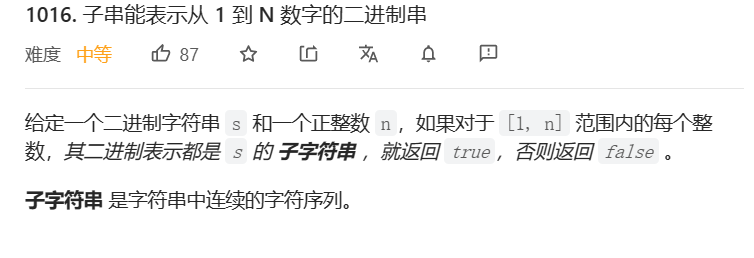 1016. 子串能表示从 1 到 N 数字的二进制串
难度 中等 87
给定一个二进制字符串 s 和一个正整数 n，如果对于 [1, n] 范围内的每个整
数，其二进制表示都是 s 的 子字符串 ，就返回 true，否则返回 false 。
子字符串 是字符串中连续的字符序列。